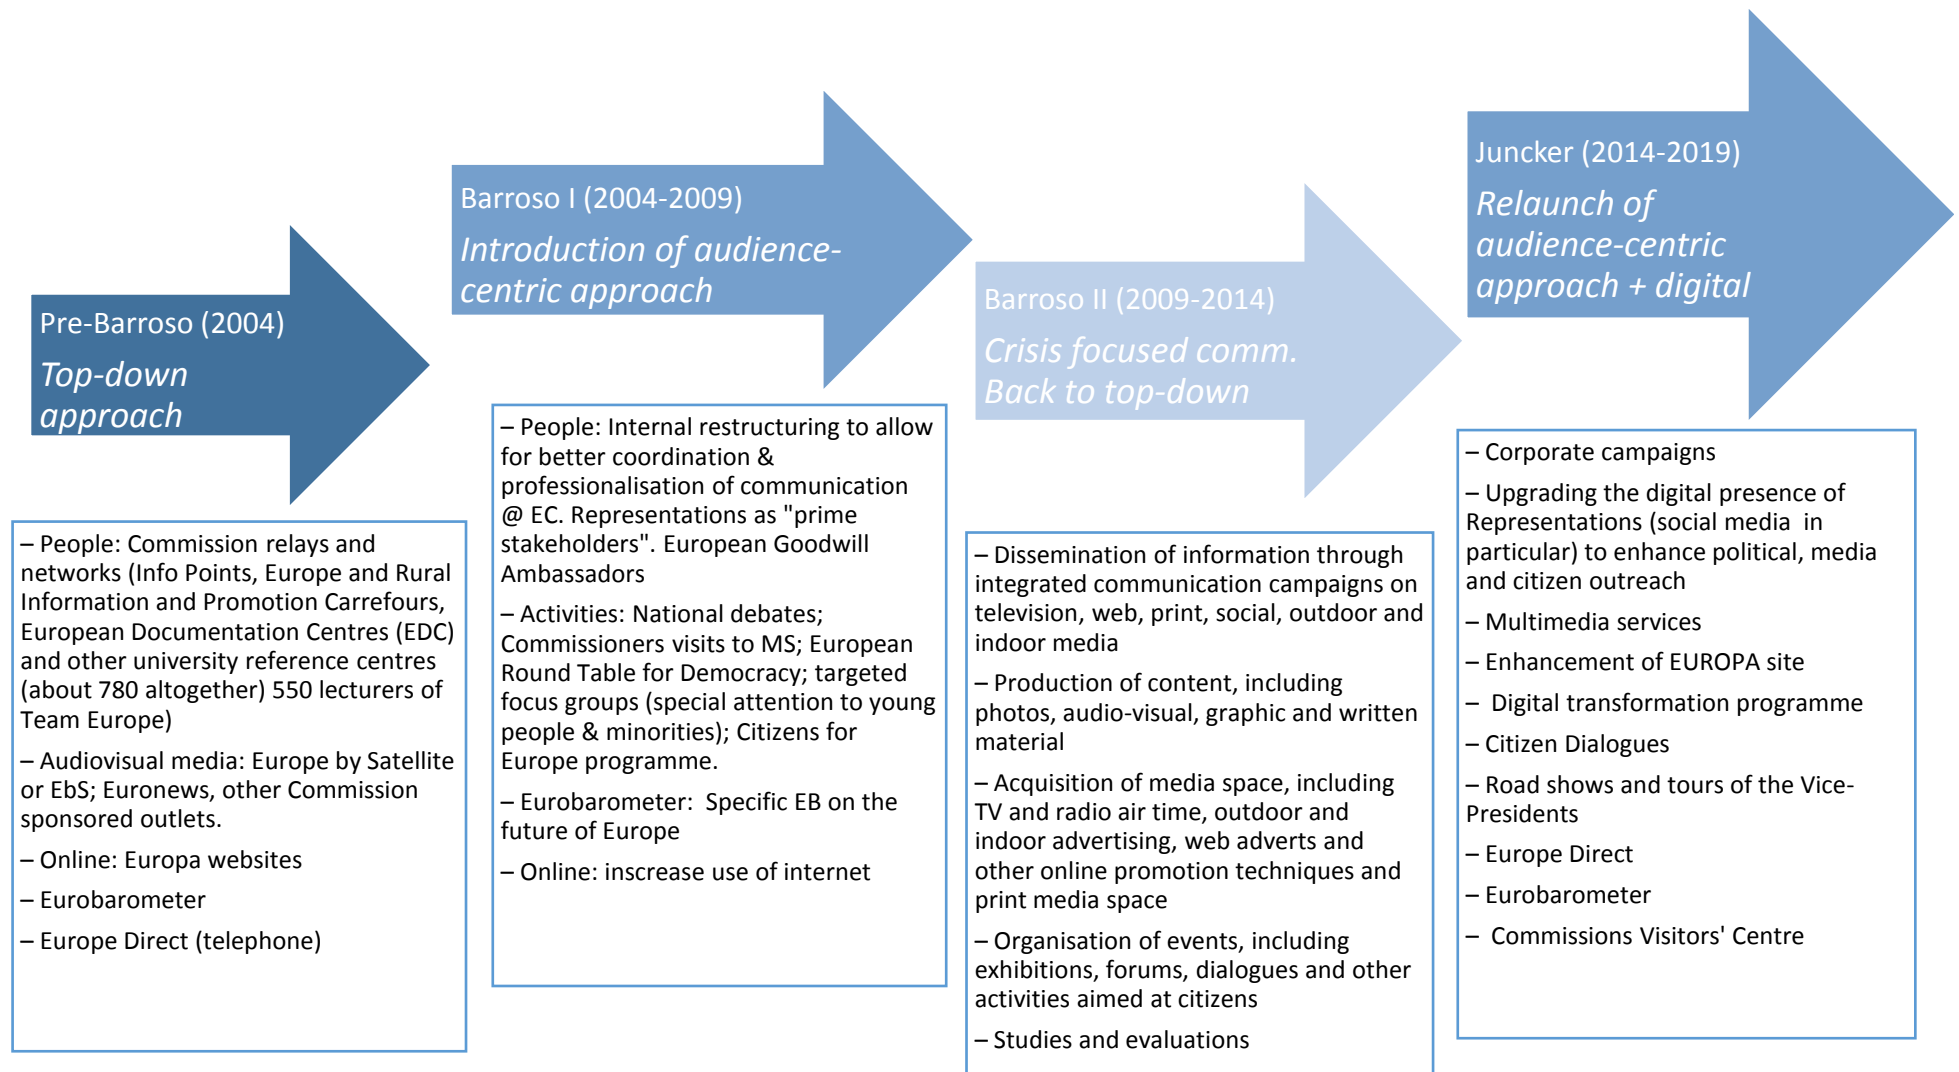 Pre-Barroso (2004)
Top-down
approach
– People: Commission relays and
networks (Info Points, Europe and Rural
Information and Promotion Carrefours,
European Documentation Centres (EDC)
and other university reference centres
(about 780 altogether) 550 lecturers of
Team Europe)
– Audiovisual media: Europe by Satellite
or EbS; Euronews, other Commission
sponsored outlets.
– Online: Europa websites
– Eurobarometer
– Europe Direct (telephone)
Barroso I (2004-2009)
Introduction of audience-
centric approach
– People: Internal restructuring to allow
for better coordination &
professionalisation of communication
@ EC. Representations as "prime
stakeholders". European Goodwill
Ambassadors
– Activities: National debates;
Commissioners visits to MS; European
Round Table for Democracy; targeted
focus groups (special attention to young
people & minorities); Citizens for
Europe programme.
– Eurobarometer:  Specific EB on the
future of Europe
– Online: inscrease use of internet
Barroso II (2009-2014)
Crisis focused comm.
Back to top-down
– Dissemination of information through
integrated communication campaigns on
television, web, print, social, outdoor and
indoor media
– Production of content, including
photos, audio-visual, graphic and written
material
– Acquisition of media space, including
TV and radio air time, outdoor and
indoor advertising, web adverts and
other online promotion techniques and
print media space
– Organisation of events, including
exhibitions, forums, dialogues and other
activities aimed at citizens
– Studies and evaluations
Juncker (2014-2019)
Relaunch of
audience-centric
approach + digital
– Corporate campaigns
– Upgrading the digital presence of
Representations (social media  in
particular) to enhance political, media
and citizen outreach
– Multimedia services
– Enhancement of EUROPA site
–  Digital transformation programme
– Citizen Dialogues
– Road shows and tours of the Vice-
Presidents
– Europe Direct
– Eurobarometer
–  Commissions Visitors' Centre